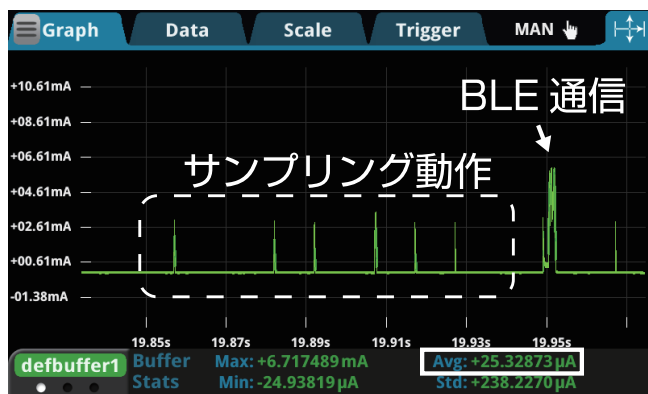 Graph Data Scale Trigger MAN
+10.61mA
BLE 通信
+08.61mA
+06.61mA
サンプリング動作
+04.61mA
+02.61mA
+00.61mA
-01.38mA
19.85s 19.87s 19.89s 19.91s 19.93s 19.95s
defbuffer1
Buffer Max: +6.717489mA Avg: +25.32873µA
Stats Min: -24.93819µA Std: +238.2270µA